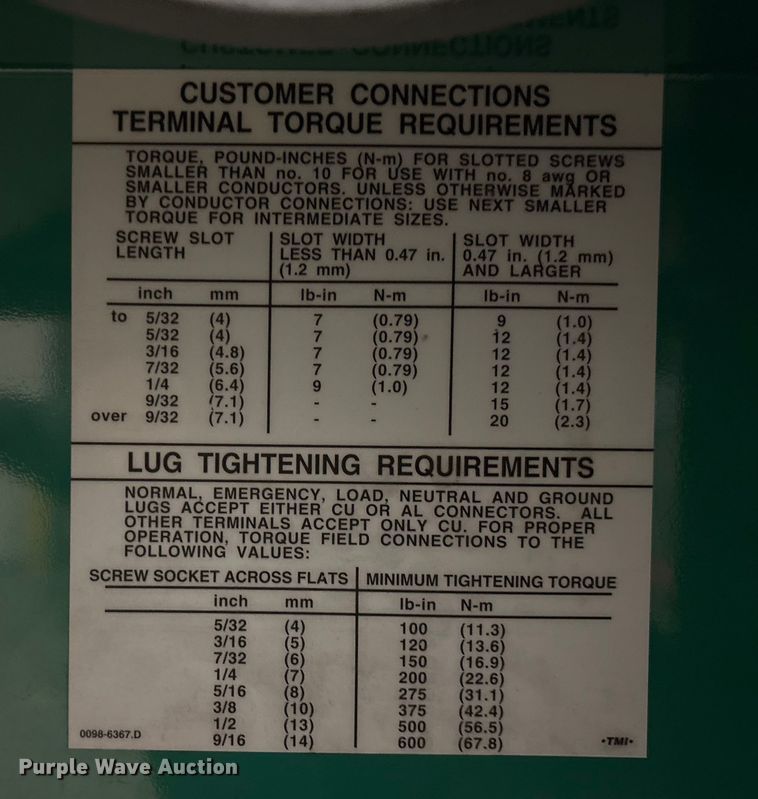 CUSTOMER CONNECTIONS
TERMINAL TORQUE REQUIREMENTS
TORQUE, POUND-INCHES (N-m) FOR SLOTTED SCREWS
SMALLER THAN no. 10 FOR USE WITH no. 8 awg OR
SMALLER CONDUCTORS. UNLESS OTHERWISE MARKED
BY CONDUCTOR CONNECTIONS: USE NEXT SMALLER
TORQUE FOR INTERMEDIATE SIZES.
SCREW SLOT LENGTH | SLOT WIDTH LESS THAN 0.47 in. (1.2 mm) | SLOT WIDTH 0.47 in. (1.2 mm) AND LARGER
inch mm lb-in N-m lb-in N-m
to 5/32 (4) 7 (0.79) 9 (1.0)
5/32 (4) 7 (0.79) 12 (1.4)
3/16 (4.8) 7 (0.79) 12 (1.4)
7/32 (5.6) 7 (0.79) 12 (1.4)
1/4 (6.4) 9 (1.0) 12 (1.4)
9/32 (7.1) - - 15 (1.7)
over 9/32 (7.1) - - 20 (2.3)
LUG TIGHTENING REQUIREMENTS
NORMAL, EMERGENCY, LOAD, NEUTRAL AND GROUND
LUGS ACCEPT EITHER CU OR AL CONNECTORS. ALL
OTHER TERMINALS ACCEPT ONLY CU. FOR PROPER
OPERATION, TORQUE FIELD CONNECTIONS TO THE
FOLLOWING VALUES:
SCREW SOCKET ACROSS FLATS | MINIMUM TIGHTENING TORQUE
inch mm lb-in N-m
5/32 (4) 100 (11.3)
3/16 (5) 120 (13.6)
7/32 (6) 150 (16.9)
1/4 (7) 200 (22.6)
5/16 (8) 275 (31.1)
3/8 (10) 375 (42.4)
1/2 (13) 500 (56.5)
9/16 (14) 600 (67.8)
0098-6367.D
•TMI•
Purple Wave Auction